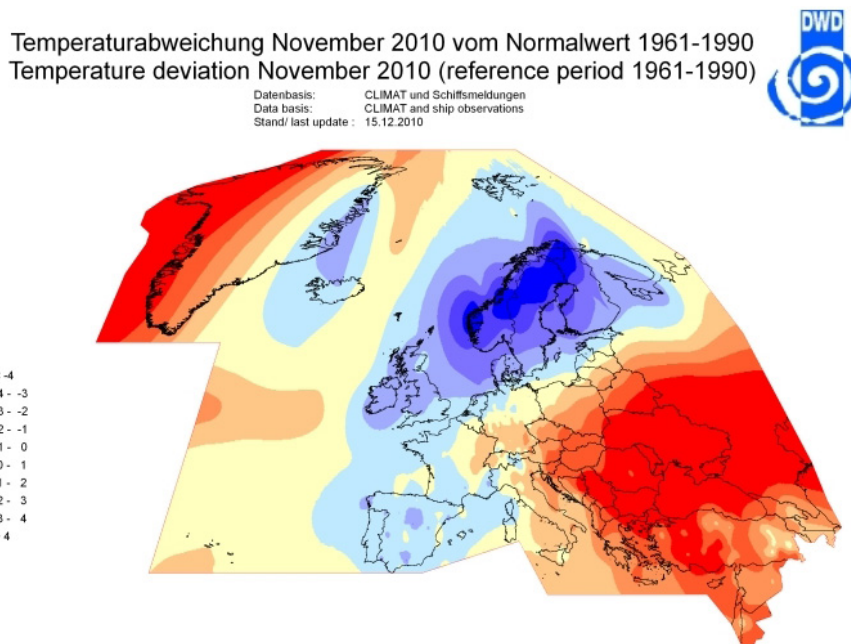 DWD
Temperaturabweichung November 2010 vom Normalwert 1961-1990
Temperature deviation November 2010 (reference period 1961-1990)
Datenbasis: CLIMAT und Schiffsmeldungen
Data basis: CLIMAT and ship observations
Stand/ last update : 15.12.2010
-4
- -3
- -2
- -1
- 0
- 1
- 2
- 3
- 4
4